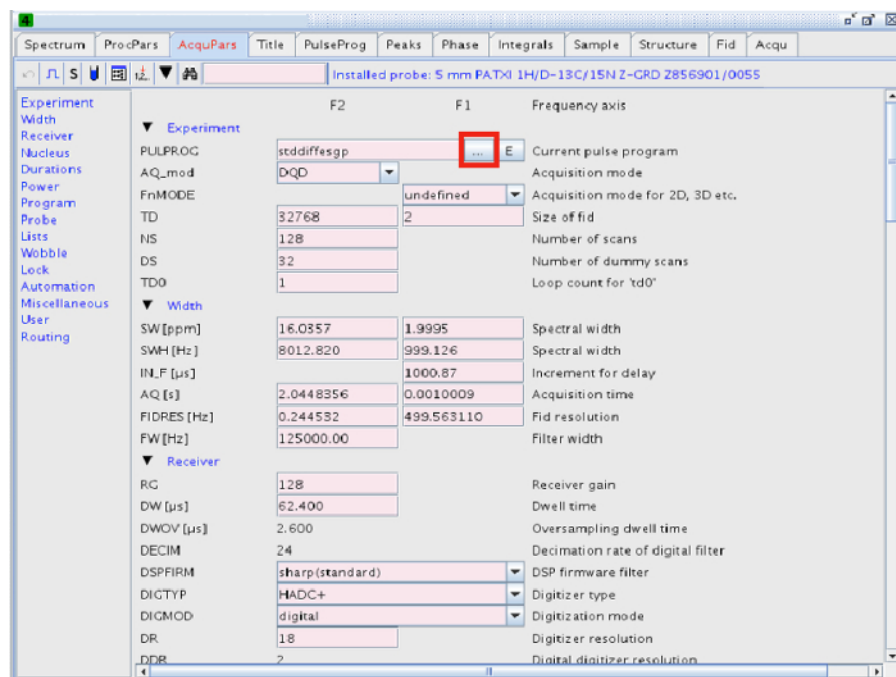 4
Spectrum ProcPars AcquPars Title PulseProg Peaks Phase Integrals Sample Structure Fid Acqu
S 1,2.. Installed probe: 5 mm PATXI 1H/D-13C/15N Z-GRD Z856901/0055
Experiment
Width
Receiver
Nucleus
Durations
Power
Program
Probe
Lists
Wobble
Lock
Automation
Miscellaneous
User
Routing
F2 F1 Frequency axis
Experiment
PULPROG stddiffesgp ... E Current pulse program
AQ_mod DQD Acquisition mode
FnMODE undefined Acquisition mode for 2D, 3D etc.
TD 32768 2 Size of fid
NS 128 Number of scans
DS 32 Number of dummy scans
TD0 1 Loop count for 'td0'
Width
SW [ppm] 16.0357 1.9995 Spectral width
SWH [Hz] 8012.820 999.126 Spectral width
IN_F [µs] 1000.87 Increment for delay
AQ [s] 2.0448356 0.0010009 Acquisition time
FIDRES [Hz] 0.244532 499.563110 Fid resolution
FW [Hz] 125000.00 Filter width
Receiver
RG 128 Receiver gain
DW [µs] 62.400 Dwell time
DWOV [µs] 2.600 Oversampling dwell time
DECIM 24 Decimation rate of digital filter
DSPFIRM sharp(standard) DSP firmware filter
DIGTYP HADC+ Digitizer type
DIGMOD digital Digitization mode
DR 18 Digitizer resolution
DDR 2 Digital digitizer resolution